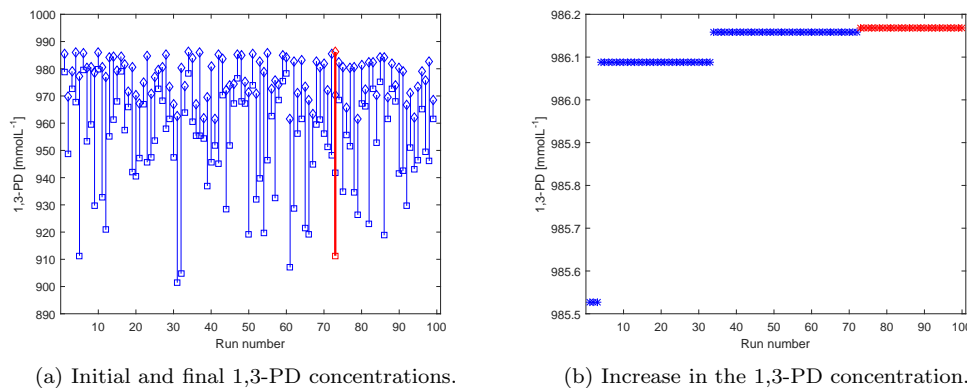 1000
990
980
970
960
950
940
930
920
910
900
890
1,3-PD [mmolL⁻¹]
10 20 30 40 50 60 70 80 90 100
Run number
(a) Initial and final 1,3-PD concentrations.
986.2
986.1
986.0
985.9
985.8
985.7
985.6
985.5
1,3-PD [mmolL⁻¹]
10 20 30 40 50 60 70 80 90 100
Run number
(b) Increase in the 1,3-PD concentration.